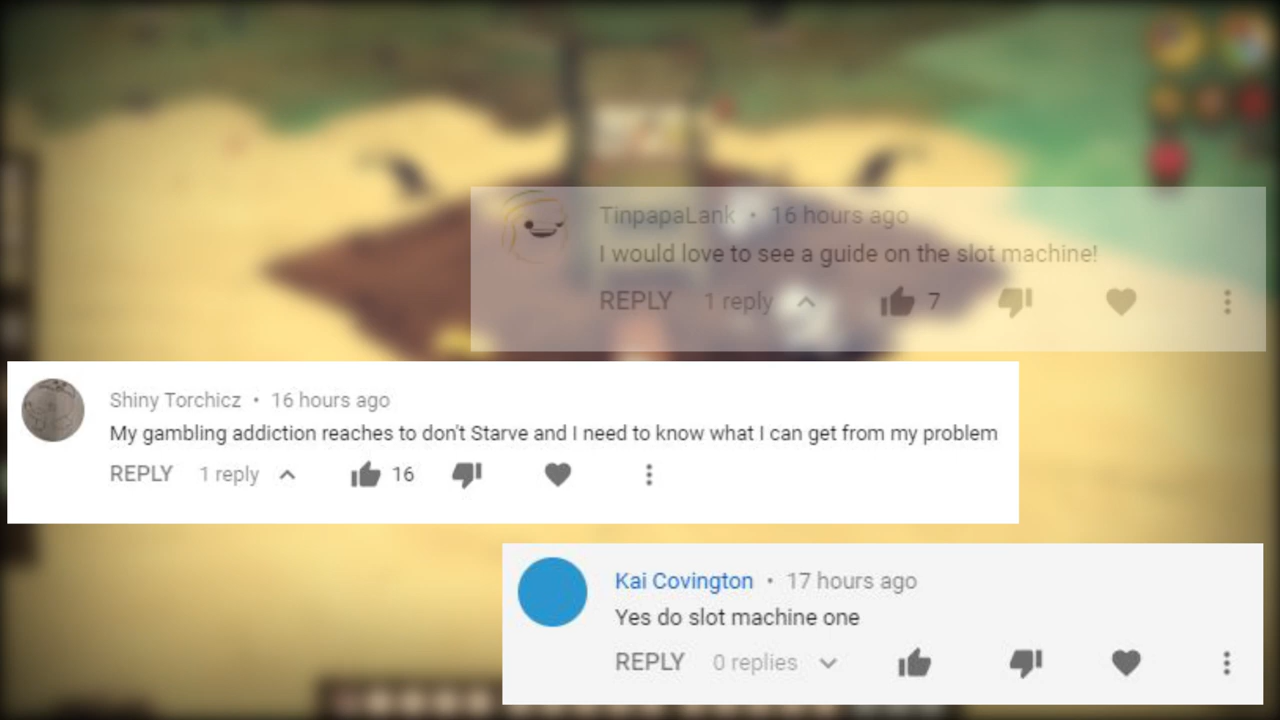 TinpapaLank • 16 hours ago
I would love to see a guide on the slot machine!
REPLY 1 reply 7
Shiny Torchicz • 16 hours ago
My gambling addiction reaches to don't Starve and I need to know what I can get from my problem
REPLY 1 reply 16
Kai Covington • 17 hours ago
Yes do slot machine one
REPLY 0 replies